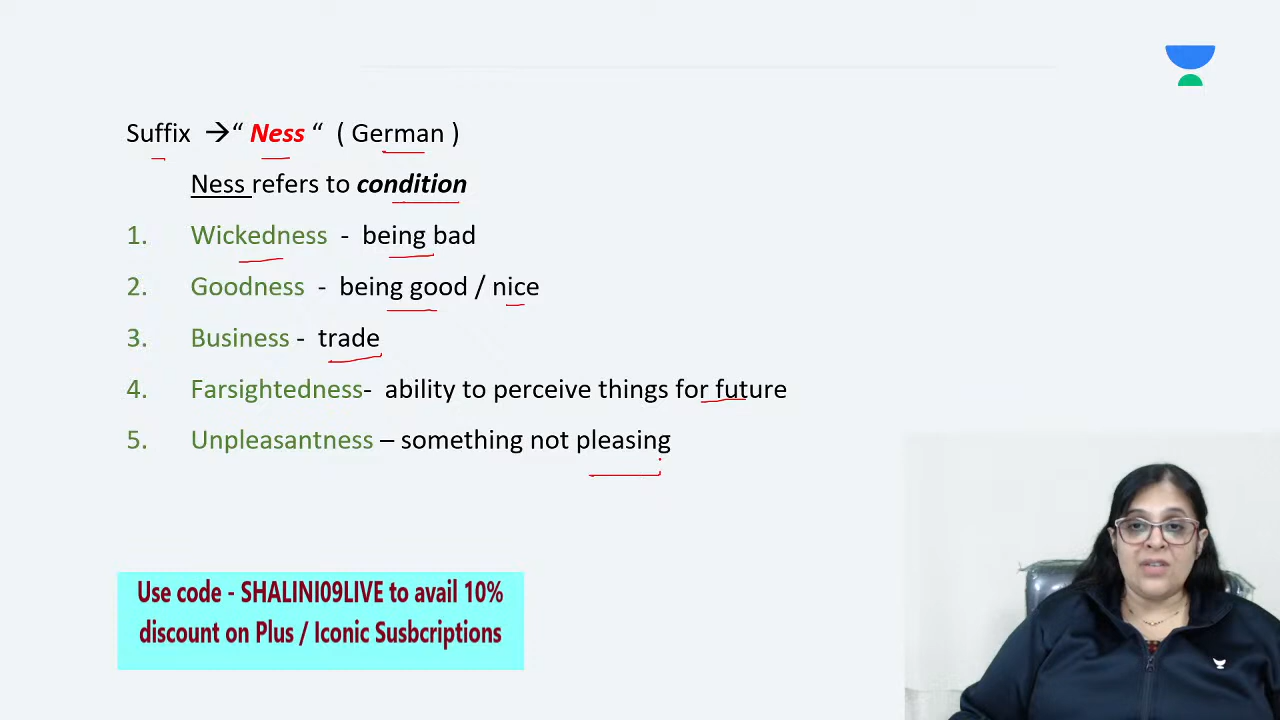 Suffix → “ Ness “ ( German )
Ness refers to condition
1. Wickedness - being bad
2. Goodness - being good / nice
3. Business - trade
4. Farsightedness- ability to perceive things for future
5. Unpleasantness – something not pleasing
Use code - SHALINI09LIVE to avail 10%
discount on Plus / Iconic Susbcriptions